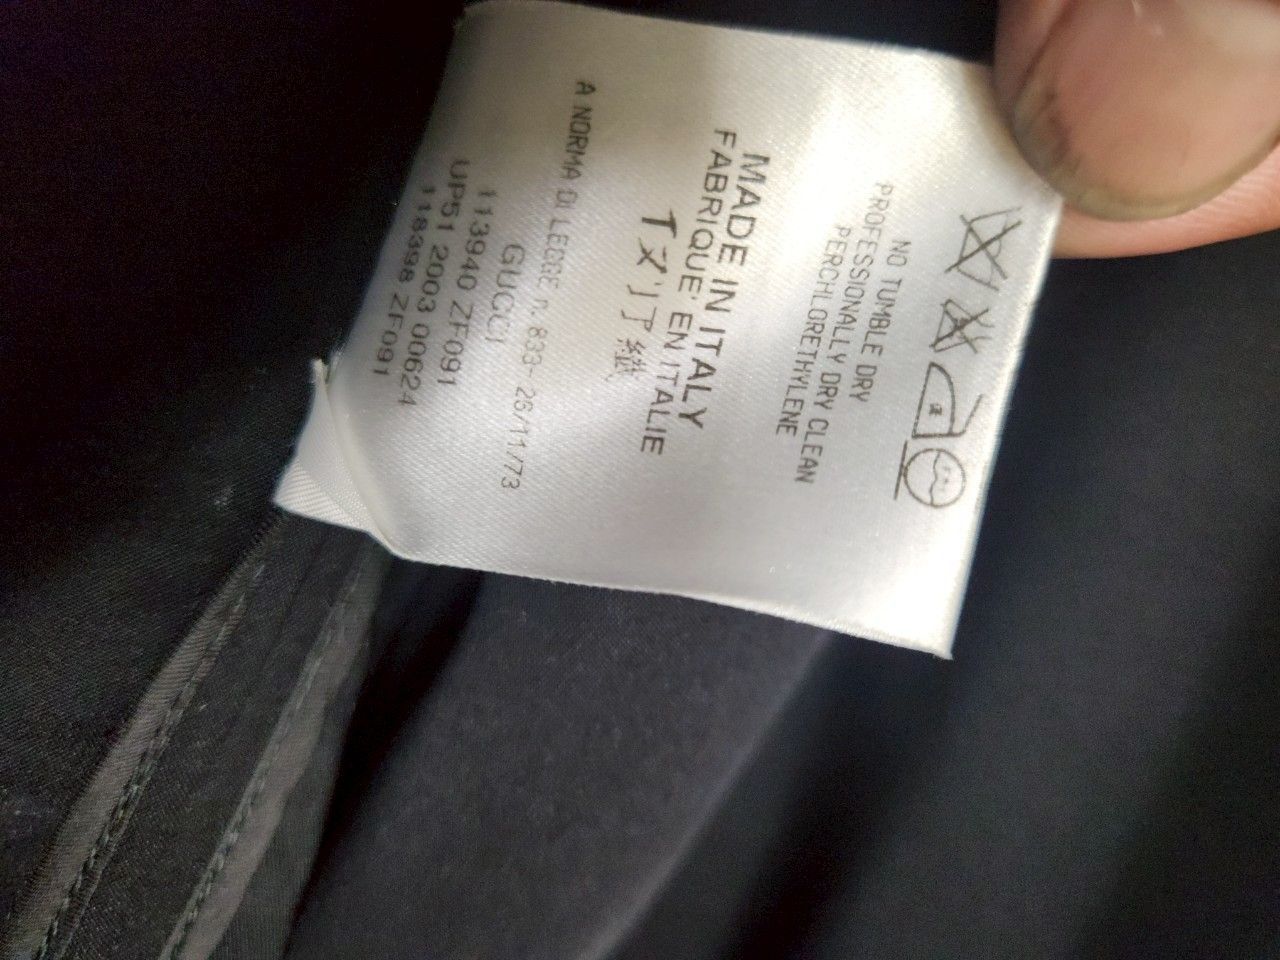 NO TUMBLE DRY
PROFESSIONALLY DRY CLEAN
PERCHLORETHYLENE
MADE IN ITALY
FABRIQUE' EN ITALIE
A NORMA DI LEGGE n. 883-26/11/73
GUCCI
113940 ZF091
UP51 2003 00624
118398 ZF091